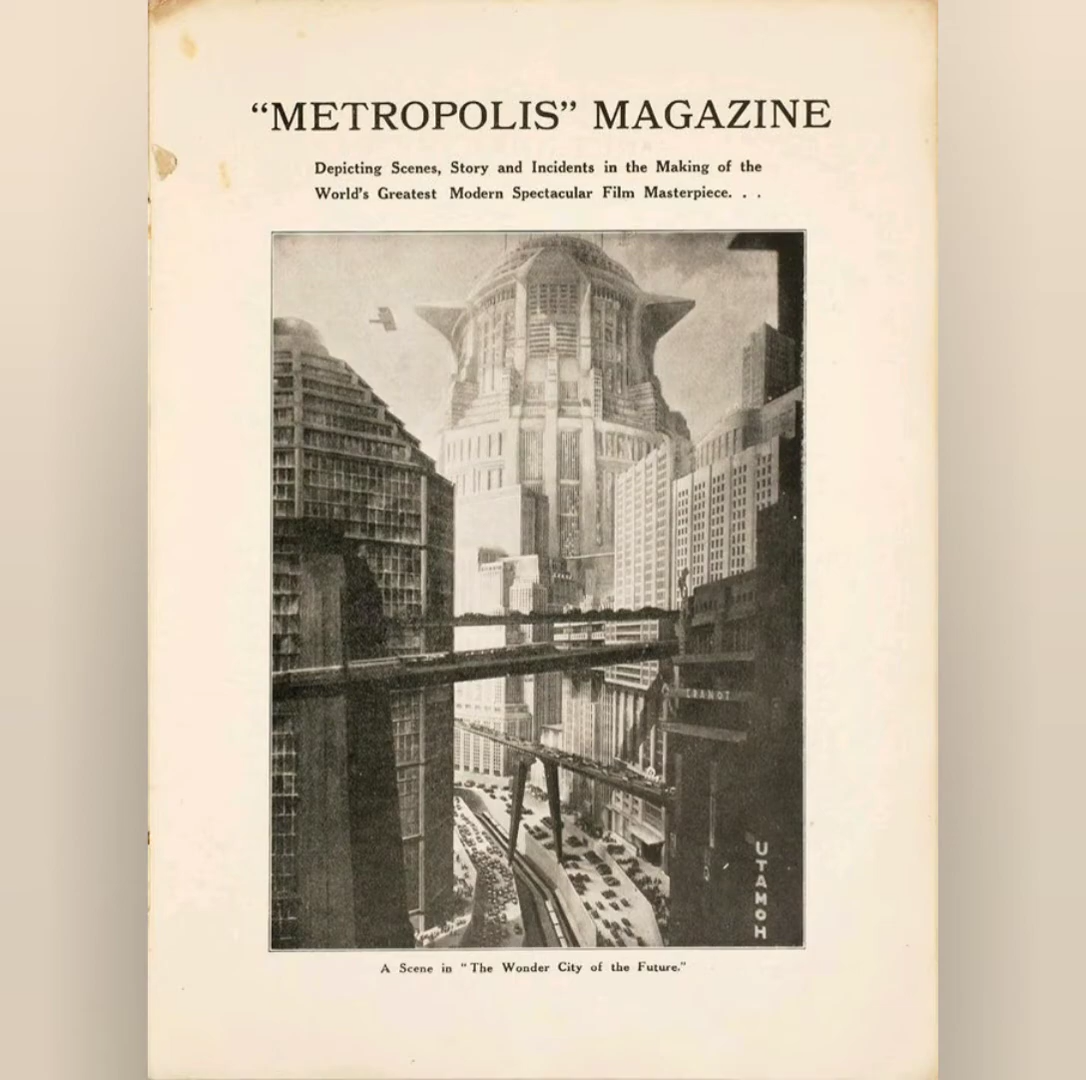 “METROPOLIS” MAGAZINE
Depicting Scenes, Story and Incidents in the Making of the
World's Greatest Modern Spectacular Film Masterpiece. . .
UTAMOH
A Scene in “The Wonder City of the Future.”